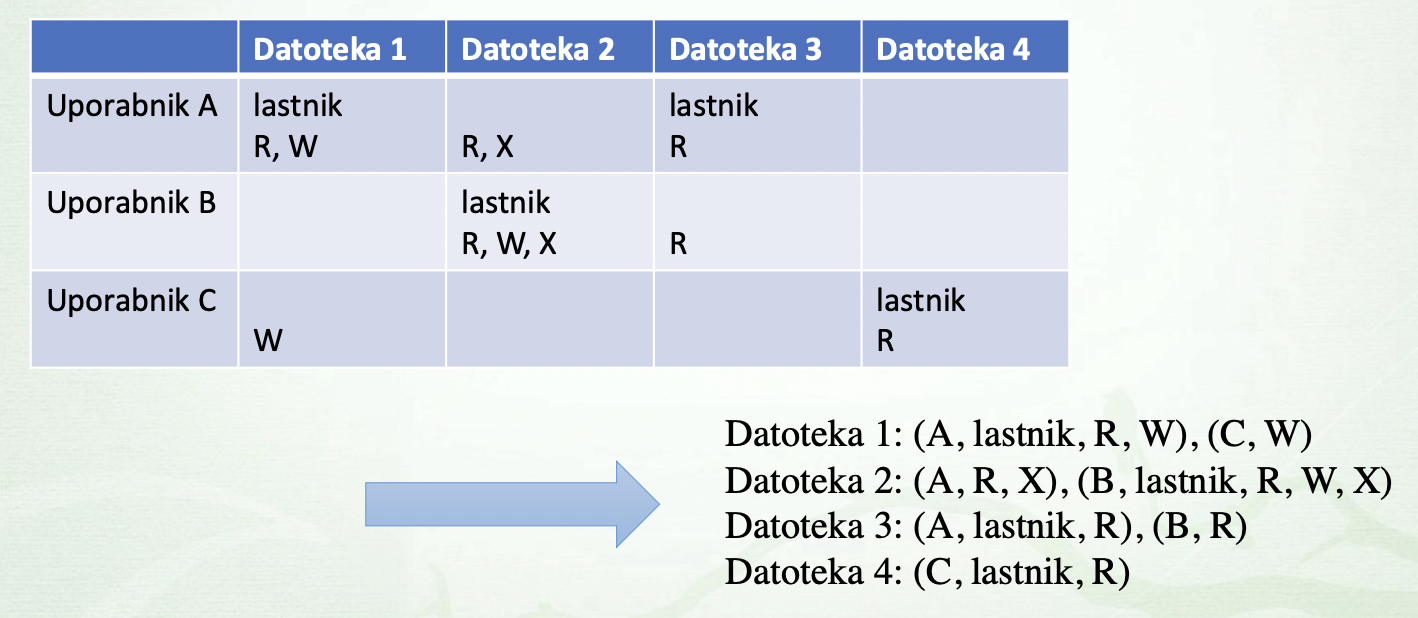 Datoteka 1 Datoteka 2 Datoteka 3 Datoteka 4
Uporabnik A lastnik lastnik
R, W R, X R
Uporabnik B lastnik
R, W, X R
Uporabnik C lastnik
W R
Datoteka 1: (A, lastnik, R, W), (C, W)
Datoteka 2: (A, R, X), (B, lastnik, R, W, X)
Datoteka 3: (A, lastnik, R), (B, R)
Datoteka 4: (C, lastnik, R)